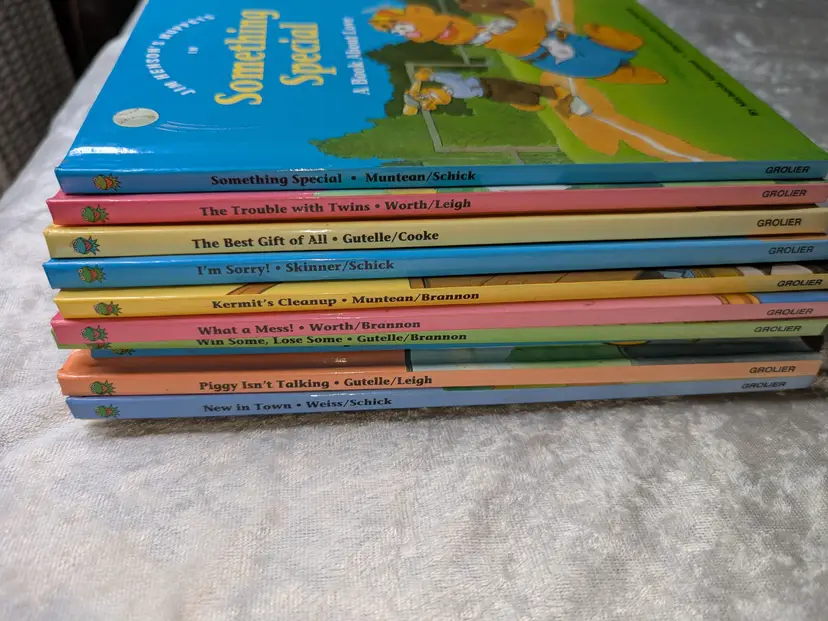 JIM HENSON'S MUPPETS
IN
Something
Special
A Book About Love
Something Special • Muntean/Schick GROLIER
The Trouble with Twins • Worth/Leigh GROLIER
The Best Gift of All • Gutelle/Cooke GROLIER
I'm Sorry! • Skinner/Schick GROLIER
Kermit's Cleanup • Muntean/Brannon GROLIER
What a Mess! • Worth/Brannon GROLIER
Win Some, Lose Some • Gutelle/Brannon GROLIER
Piggy Isn't Talking • Gutelle/Leigh GROLIER
New in Town • Weiss/Schick GROLIER